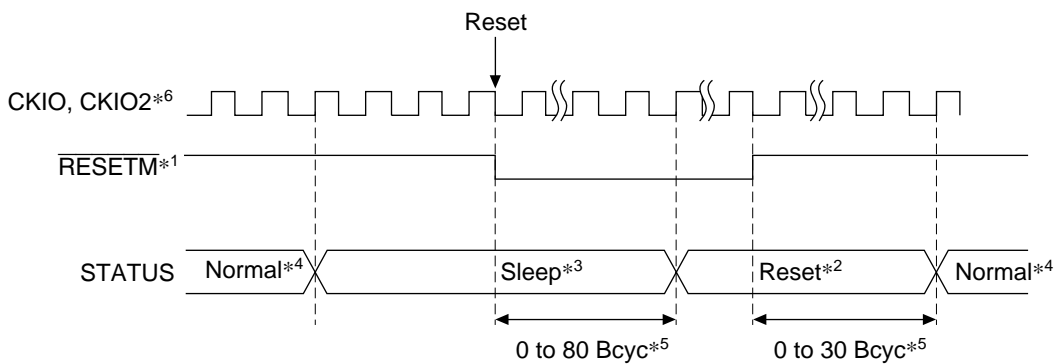 Reset
CKIO, CKIO2*6
RESETM*1
STATUS
Normal*4
Sleep*3
Reset*2
Normal*4
0 to 80 Bcyc*5
0 to 30 Bcyc*5